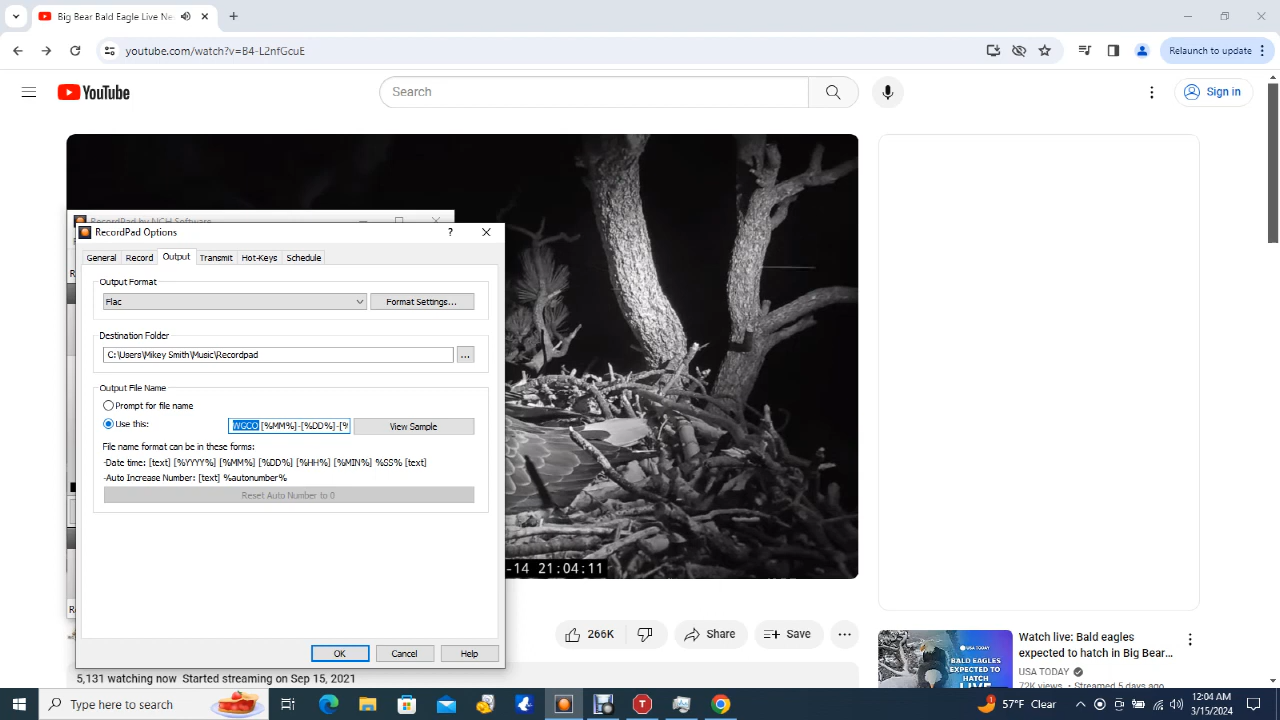 Big Bear Bald Eagle Live Ne
youtube.com/watch?v=B4-L2nfGcuE
Relaunch to update
YouTube
Search
Sign in
RecordPad by NCH Software
RecordPad Options
?
General Record Output Transmit Hot-Keys Schedule
Output Format
Flac
Format Settings...
Destination Folder
C:\Users\Mikey Smith\Music\Recordpad
...
Output File Name
Prompt for file name
Use this:
WGCO [%MM%]-[%DD%]-[%
View Sample
File name format can be in these forms:
-Date time: [text] [%YYYY%] [%MM%] [%DD%] [%HH%] [%MIN%] %SS% [text]
-Auto Increase Number: [text] %autonumber%
Reset Auto Number to 0
-14 21:04:11
OK Cancel Help
266K
Share
Save
5,131 watching now Started streaming on Sep 15, 2021
USA TODAY
BALD EAGLES
EXPECTED TO
HATCH
LIVE
Watch live: Bald eagles
expected to hatch in Big Bear...
USA TODAY
72K views • Streamed 5 days ago
Type here to search
T
57°F Clear
12:04 AM
3/15/2024